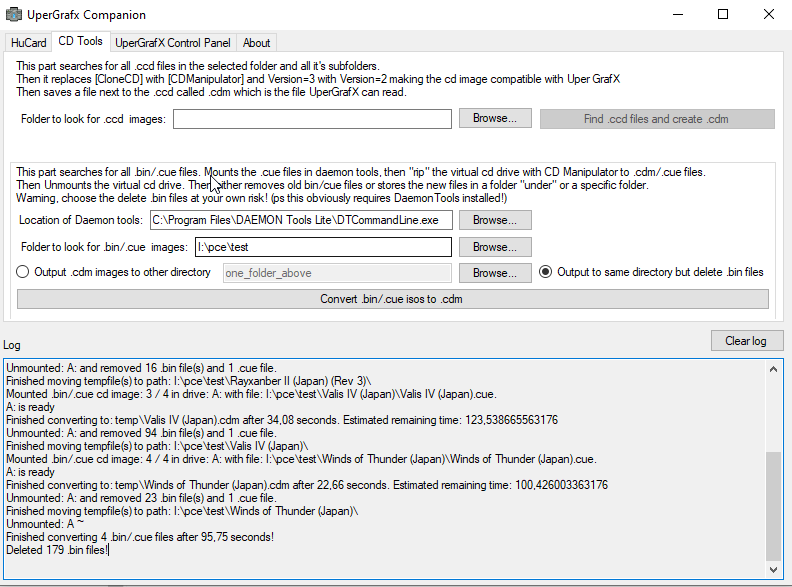 UperGrafx Companion
HuCard CD Tools UperGrafX Control Panel About
This part searches for all .ccd files in the selected folder and all it's subfolders.
Then it replaces [CloneCD] with [CDManipulator] and Version=3 with Version=2 making the cd image compatible with Uper GrafX
Then saves a file next to the .ccd called .cdm which is the file UperGrafX can read.
Folder to look for .ccd images: Browse... Find .ccd files and create .cdm
This part searches for all .bin/.cue files. Mounts the .cue files in daemon tools, then "rip" the virtual cd drive with CD Manipulator to .cdm/.cue files.
Then Unmounts the virtual cd drive. Then either removes old bin/cue files or stores the new files in a folder "under" or a specific folder.
Warning, choose the delete .bin files at your own risk! (ps this obviously requires DaemonTools installed!)
Location of Daemon tools: C:\Program Files\DAEMON Tools Lite\DTCommandLine.exe Browse...
Folder to look for .bin/.cue images: I:\pce\test Browse...
Output .cdm images to other directory one_folder_above Browse... Output to same directory but delete .bin files
Convert .bin/.cue isos to .cdm
Log Clear log
Unmounted: A: and removed 16 .bin file(s) and 1 .cue file.
Finished moving tempfile(s) to path: I:\pce\test\Rayxanber II (Japan) (Rev 3)\
Mounted .bin/.cue cd image: 3 / 4 in drive: A: with file: I:\pce\test\Valis IV (Japan)\Valis IV (Japan).cue.
A: is ready
Finished converting to: temp\Valis IV (Japan).cdm after 34,08 seconds. Estimated remaining time: 123,538665563176
Unmounted: A: and removed 94 .bin file(s) and 1 .cue file.
Finished moving tempfile(s) to path: I:\pce\test\Valis IV (Japan)\
Mounted .bin/.cue cd image: 4 / 4 in drive: A: with file: I:\pce\test\Winds of Thunder (Japan)\Winds of Thunder (Japan).cue.
A: is ready
Finished converting to: temp\Winds of Thunder (Japan).cdm after 22,66 seconds. Estimated remaining time: 100,426003363176
Unmounted: A: and removed 23 .bin file(s) and 1 .cue file.
Finished moving tempfile(s) to path: I:\pce\test\Winds of Thunder (Japan)\
Unmounted: A ~
Finished converting 4 .bin/.cue files after 95,75 seconds!
Deleted 179 .bin files!